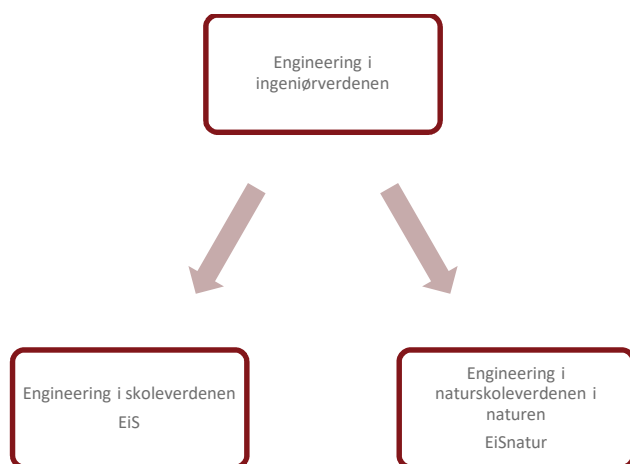 Engineering i
ingeniørverdenen
Engineering i skoleverdenen
EiS
Engineering i
naturskoleverdenen i
naturen
EiSnatur